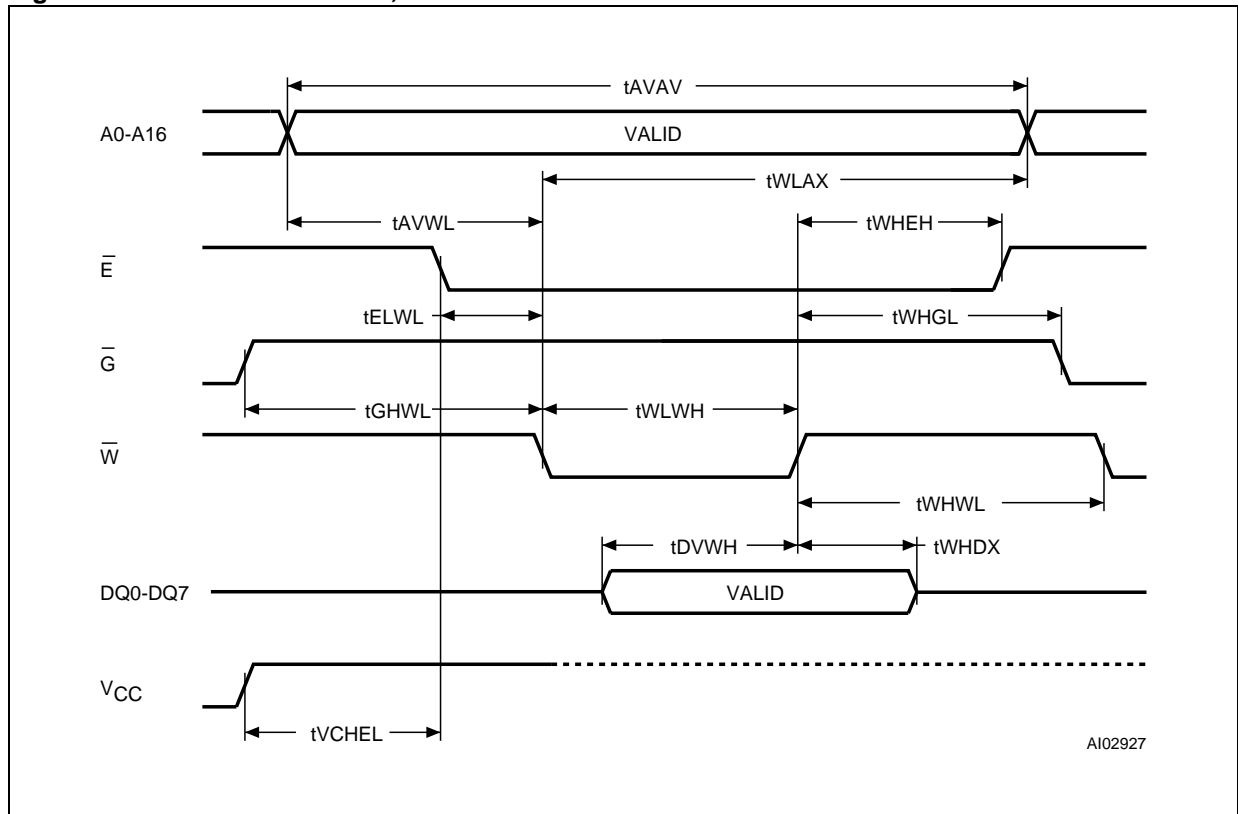 tAVAV
A0-A16
VALID
tWLAX
tAVWL
tWHEH
E̅
tELWL
tWHGL
G̅
tGHWL
tWLWH
W̅
tWHWL
tDVWH
tWHDX
DQ0-DQ7
VALID
VCC
tVCHEL
AI02927